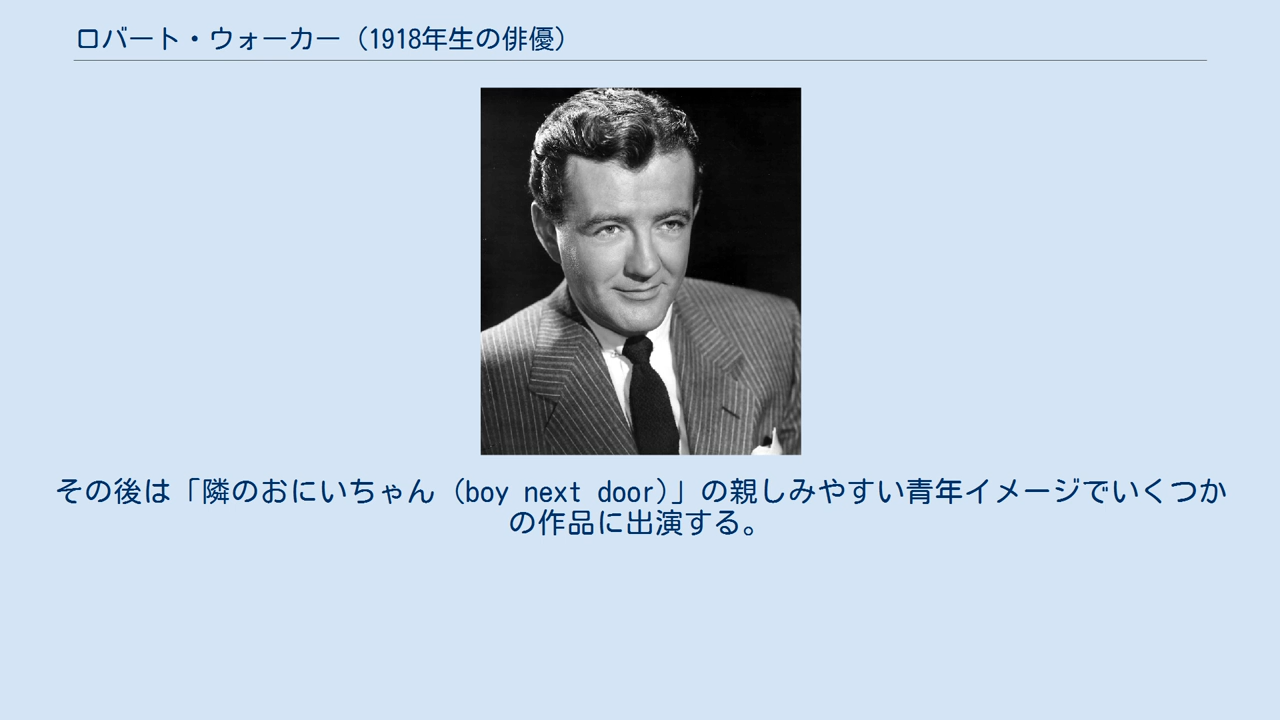 ロバート・ウォーカー（1918年生の俳優）
その後は「隣のおにいちゃん（boy next door）」の親しみやすい青年イメージでいくつか
の作品に出演する。